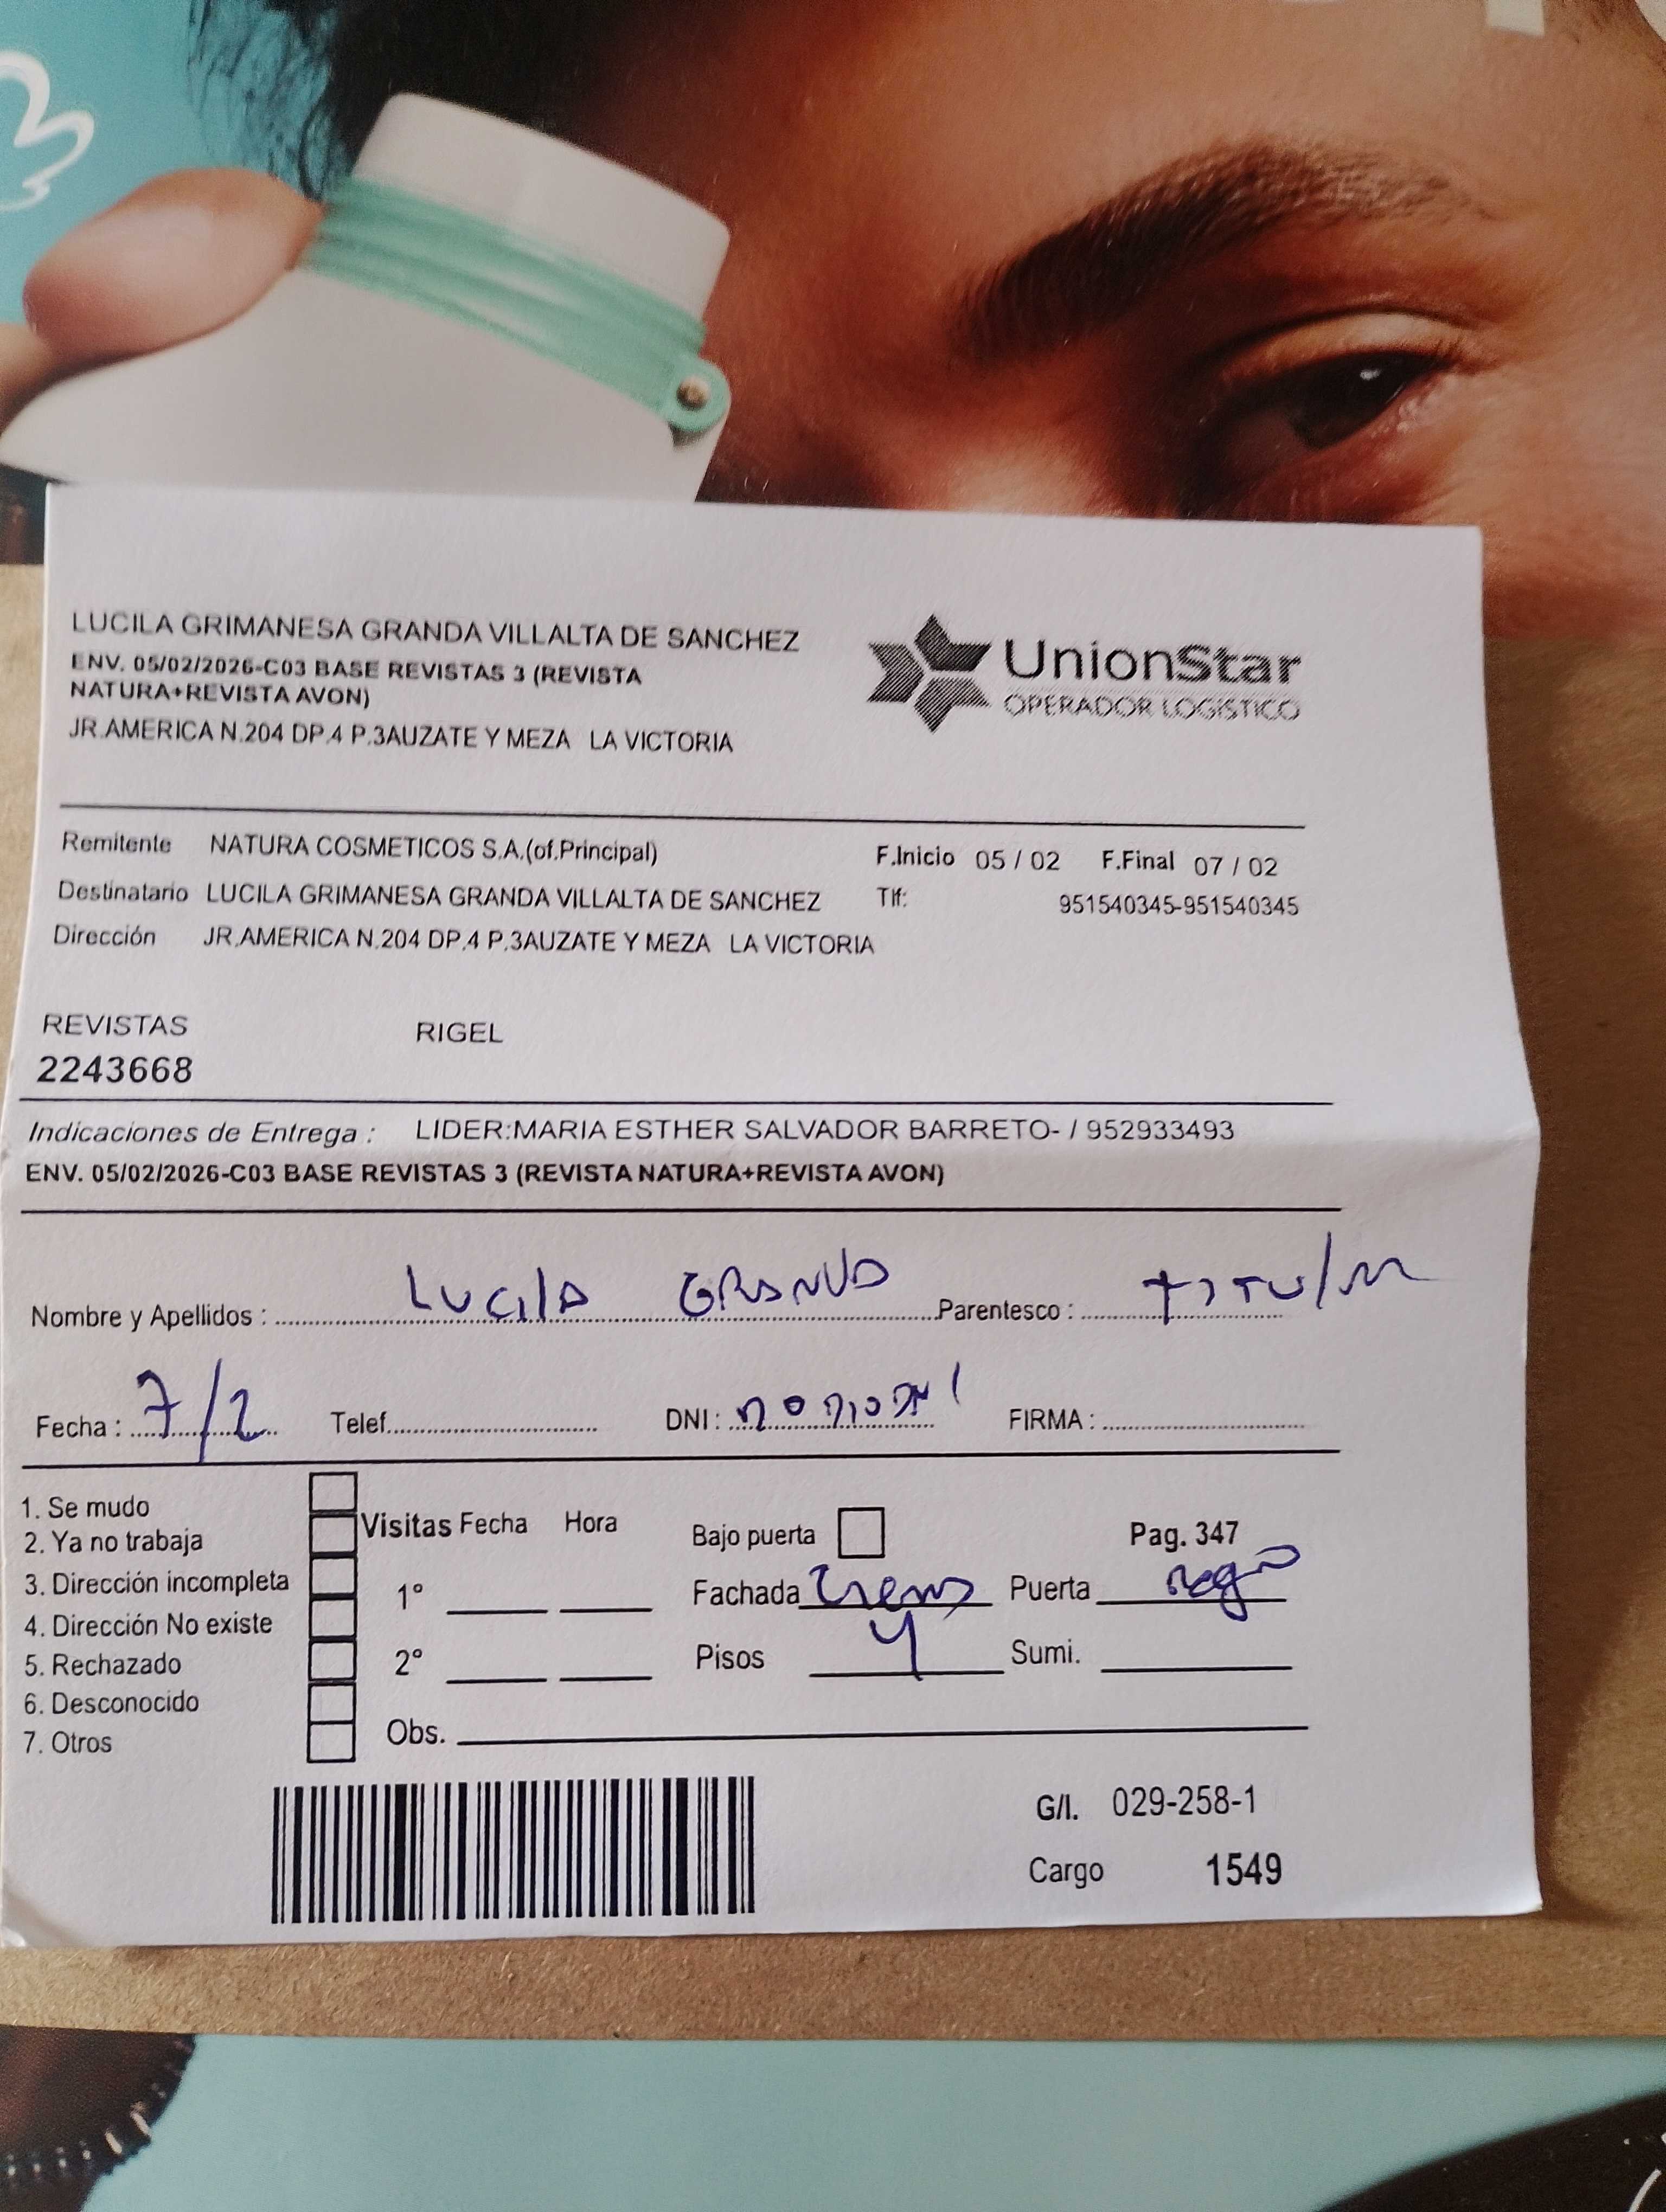 LUCILA GRIMANESA GRANDA VILLALTA DE SANCHEZ
ENV. 05/02/2026-C03 BASE REVISTAS 3 (REVISTA
NATURA+REVISTA AVON)
JR.AMERICA N.204 DP.4 P.3AUZATE Y MEZA LA VICTORIA
UnionStar
OPERADOR LOGISTICO
Remitente NATURA COSMETICOS S.A.(of.Principal) F.Inicio 05 / 02 F.Final 07 / 02
Destinatario LUCILA GRIMANESA GRANDA VILLALTA DE SANCHEZ Tlf: 951540345-951540345
Dirección JR.AMERICA N.204 DP.4 P.3AUZATE Y MEZA LA VICTORIA
REVISTAS RIGEL
2243668
Indicaciones de Entrega : LIDER:MARIA ESTHER SALVADOR BARRETO- / 952933493
ENV. 05/02/2026-C03 BASE REVISTAS 3 (REVISTA NATURA+REVISTA AVON)
Nombre y Apellidos : Lucila GRANDA Parentesco : titular
Fecha : 7/2 Telef. DNI : no dio DNI FIRMA :
1. Se mudo
2. Ya no trabaja
3. Dirección incompleta
4. Dirección No existe
5. Rechazado
6. Desconocido
7. Otros
Visitas Fecha Hora
1°
2°
Obs.
Bajo puerta Pag. 347
Fachada crema Puerta negro
Pisos 4 Sumi.
G/I. 029-258-1
Cargo 1549